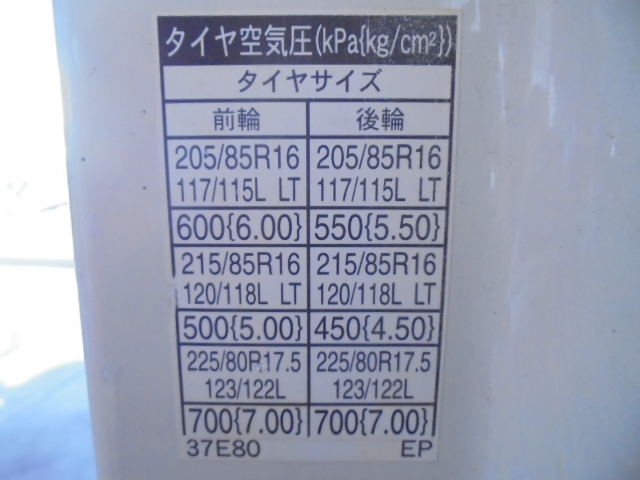 タイヤ空気圧(kPa{kg/cm²})
タイヤサイズ
前輪 後輪
205/85R16 205/85R16
117/115L LT 117/115L LT
600{6.00} 550{5.50}
215/85R16 215/85R16
120/118L LT 120/118L LT
500{5.00} 450{4.50}
225/80R17.5 225/80R17.5
123/122L 123/122L
700{7.00} 700{7.00}
37E80 EP